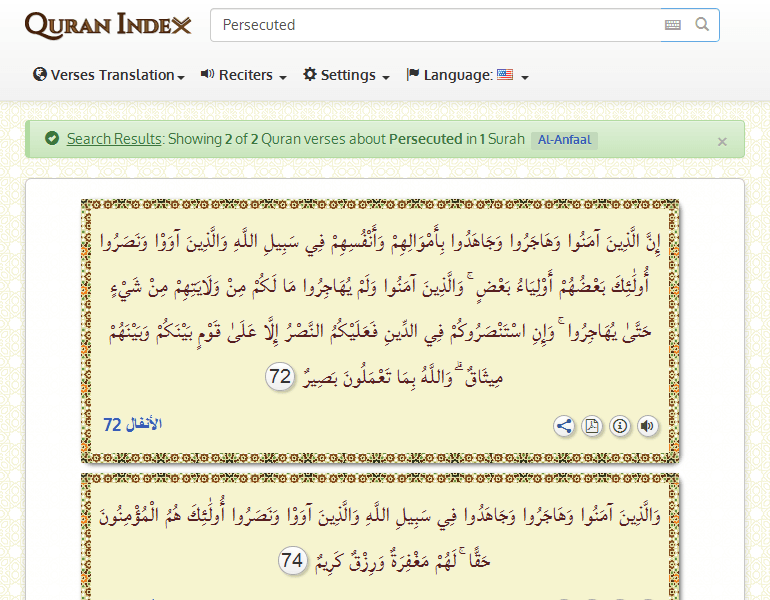 QURAN INDEX
Persecuted
Verses Translation
Reciters
Settings
Language:
Search Results: Showing 2 of 2 Quran verses about Persecuted in 1 Surah Al-Anfaal ×
إِنَّ الَّذِينَ آمَنُوا وَهَاجَرُوا وَجَاهَدُوا بِأَمْوَالِهِمْ وَأَنْفُسِهِمْ فِي سَبِيلِ اللَّهِ وَالَّذِينَ آوَوْا وَنَصَرُوا
أُولَٰئِكَ بَعْضُهُمْ أَوْلِيَاءُ بَعْضٍ ۚ وَالَّذِينَ آمَنُوا وَلَمْ يُهَاجِرُوا مَا لَكُمْ مِنْ وَلَايَتِهِمْ مِنْ شَيْءٍ
حَتَّىٰ يُهَاجِرُوا ۚ وَإِنِ اسْتَنْصَرُوكُمْ فِي الدِّينِ فَعَلَيْكُمُ النَّصْرُ إِلَّا عَلَىٰ قَوْمٍ بَيْنَكُمْ وَبَيْنَهُمْ
مِيثَاقٌ ۗ وَاللَّهُ بِمَا تَعْمَلُونَ بَصِيرٌ 72
الأنفال 72
وَالَّذِينَ آمَنُوا وَهَاجَرُوا وَجَاهَدُوا فِي سَبِيلِ اللَّهِ وَالَّذِينَ آوَوْا وَنَصَرُوا أُولَٰئِكَ هُمُ الْمُؤْمِنُونَ
حَقًّا ۚ لَهُمْ مَغْفِرَةٌ وَرِزْقٌ كَرِيمٌ 74